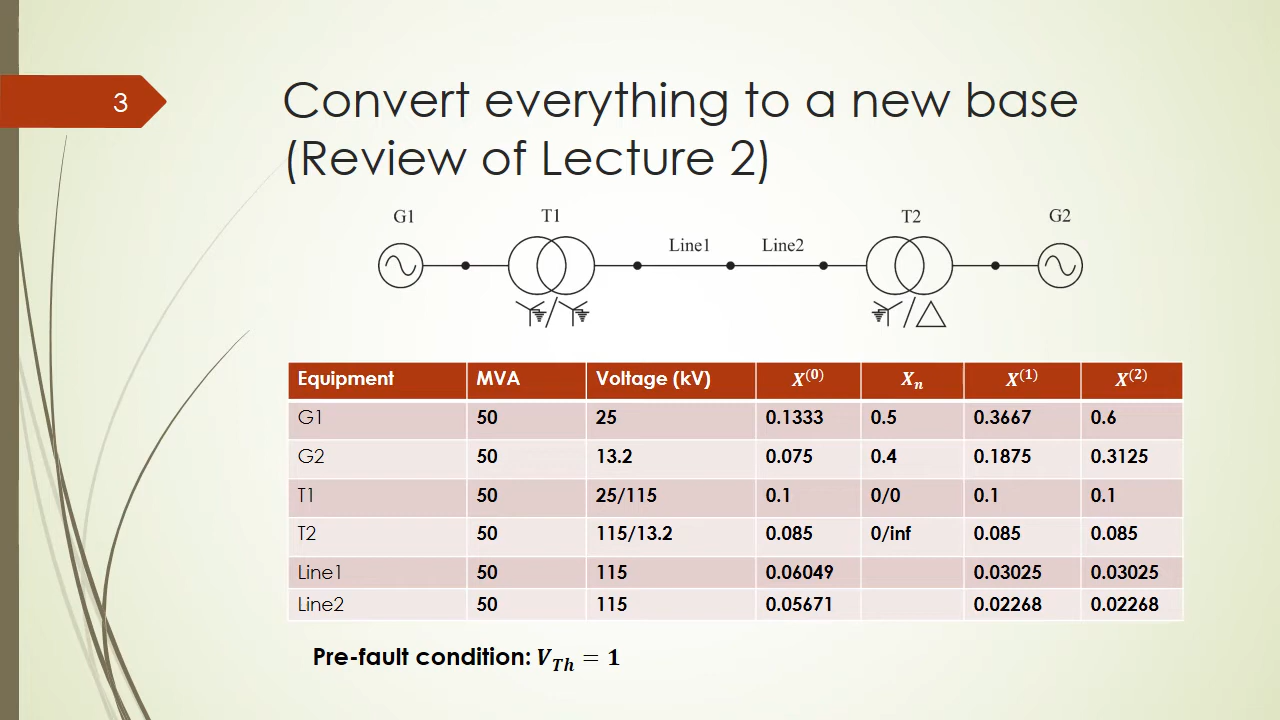 3
Convert everything to a new base
(Review of Lecture 2)
G1 T1 T2 G2
Line1 Line2
Equipment MVA Voltage (kV) X^(0) X_n X^(1) X^(2)
G1 50 25 0.1333 0.5 0.3667 0.6
G2 50 13.2 0.075 0.4 0.1875 0.3125
T1 50 25/115 0.1 0/0 0.1 0.1
T2 50 115/13.2 0.085 0/inf 0.085 0.085
Line1 50 115 0.06049 0.03025 0.03025
Line2 50 115 0.05671 0.02268 0.02268
Pre-fault condition: V_Th = 1